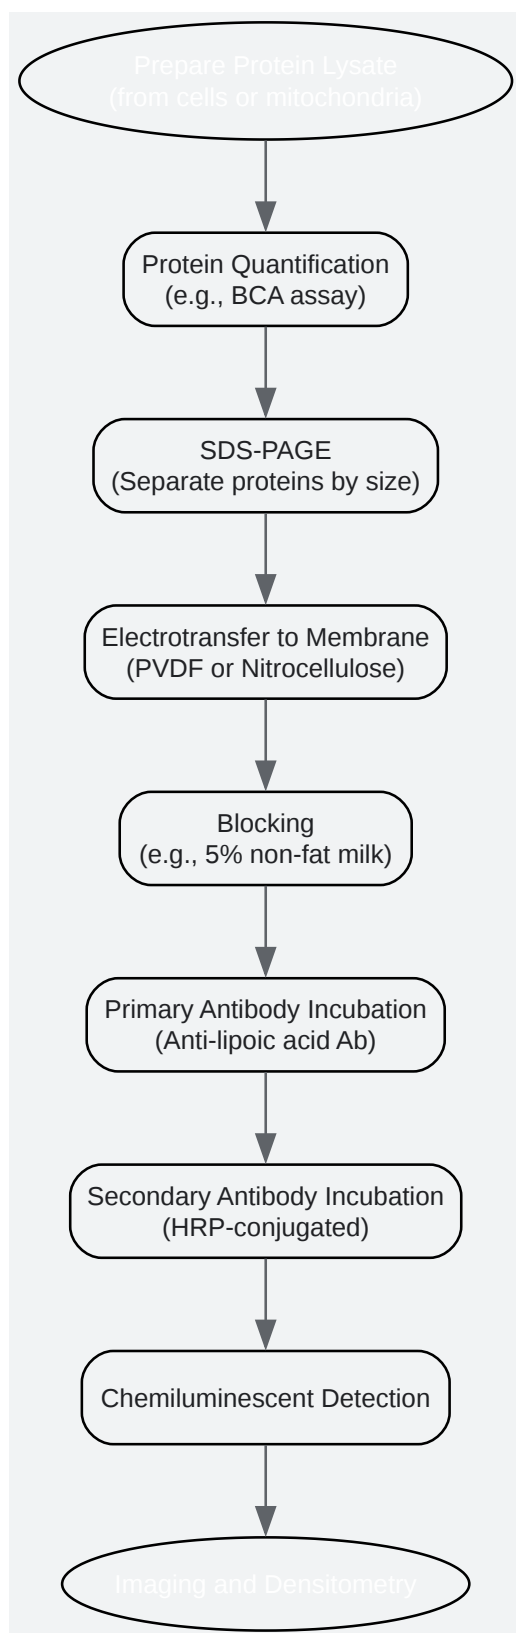 Prepare Protein Lysate
(from cells or mitochondria)
Protein Quantification
(e.g., BCA assay)
SDS-PAGE
(Separate proteins by size)
Electrotransfer to Membrane
(PVDF or Nitrocellulose)
Blocking
(e.g., 5% non-fat milk)
Primary Antibody Incubation
(Anti-lipoic acid Ab)
Secondary Antibody Incubation
(HRP-conjugated)
Chemiluminescent Detection
Imaging and Densitometry